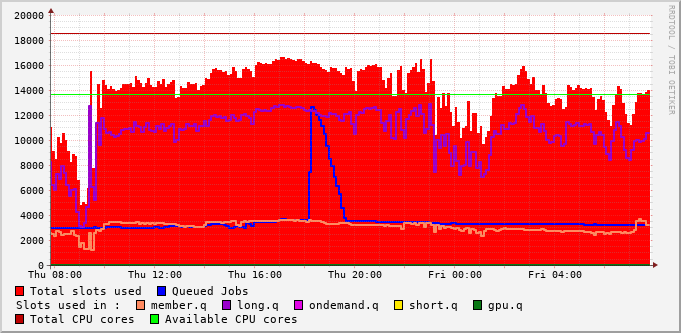 20000
18000
16000
14000
12000
10000
8000
6000
4000
2000
0
Thu 08:00 Thu 12:00 Thu 16:00 Thu 20:00 Fri 00:00 Fri 04:00
RRDTOOL / TOBI OETIKER
Total slots used Queued Jobs
Slots used in : member.q long.q ondemand.q short.q gpu.q
Total CPU cores Available CPU cores